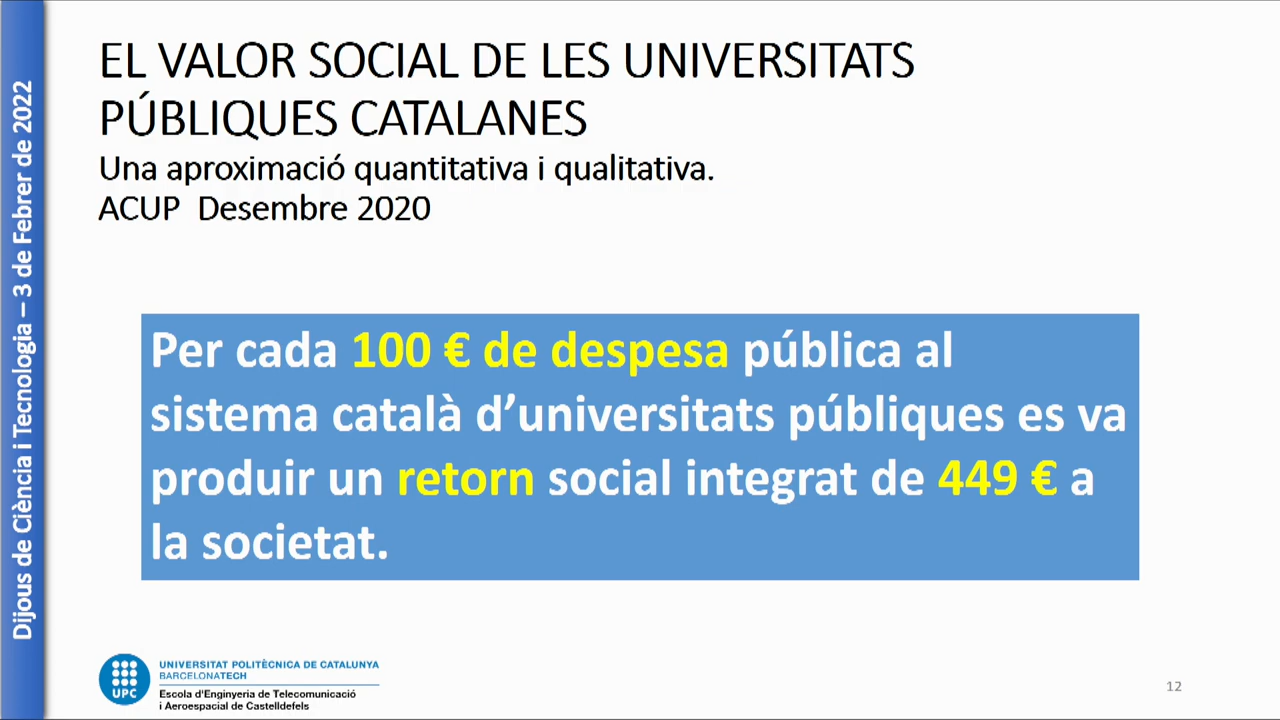 EL VALOR SOCIAL DE LES UNIVERSITATS
PÚBLIQUES CATALANES
Una aproximació quantitativa i qualitativa.
ACUP Desembre 2020
Per cada 100 € de despesa pública al
sistema català d’universitats públiques es va
produir un retorn social integrat de 449 € a
la societat.
Dijous de Ciència i Tecnologia – 3 de Febrer de 2022
UPC
UNIVERSITAT POLITÈCNICA DE CATALUNYA
BARCELONATECH
Escola d'Enginyeria de Telecomunicació
i Aeroespacial de Castelldefels
12